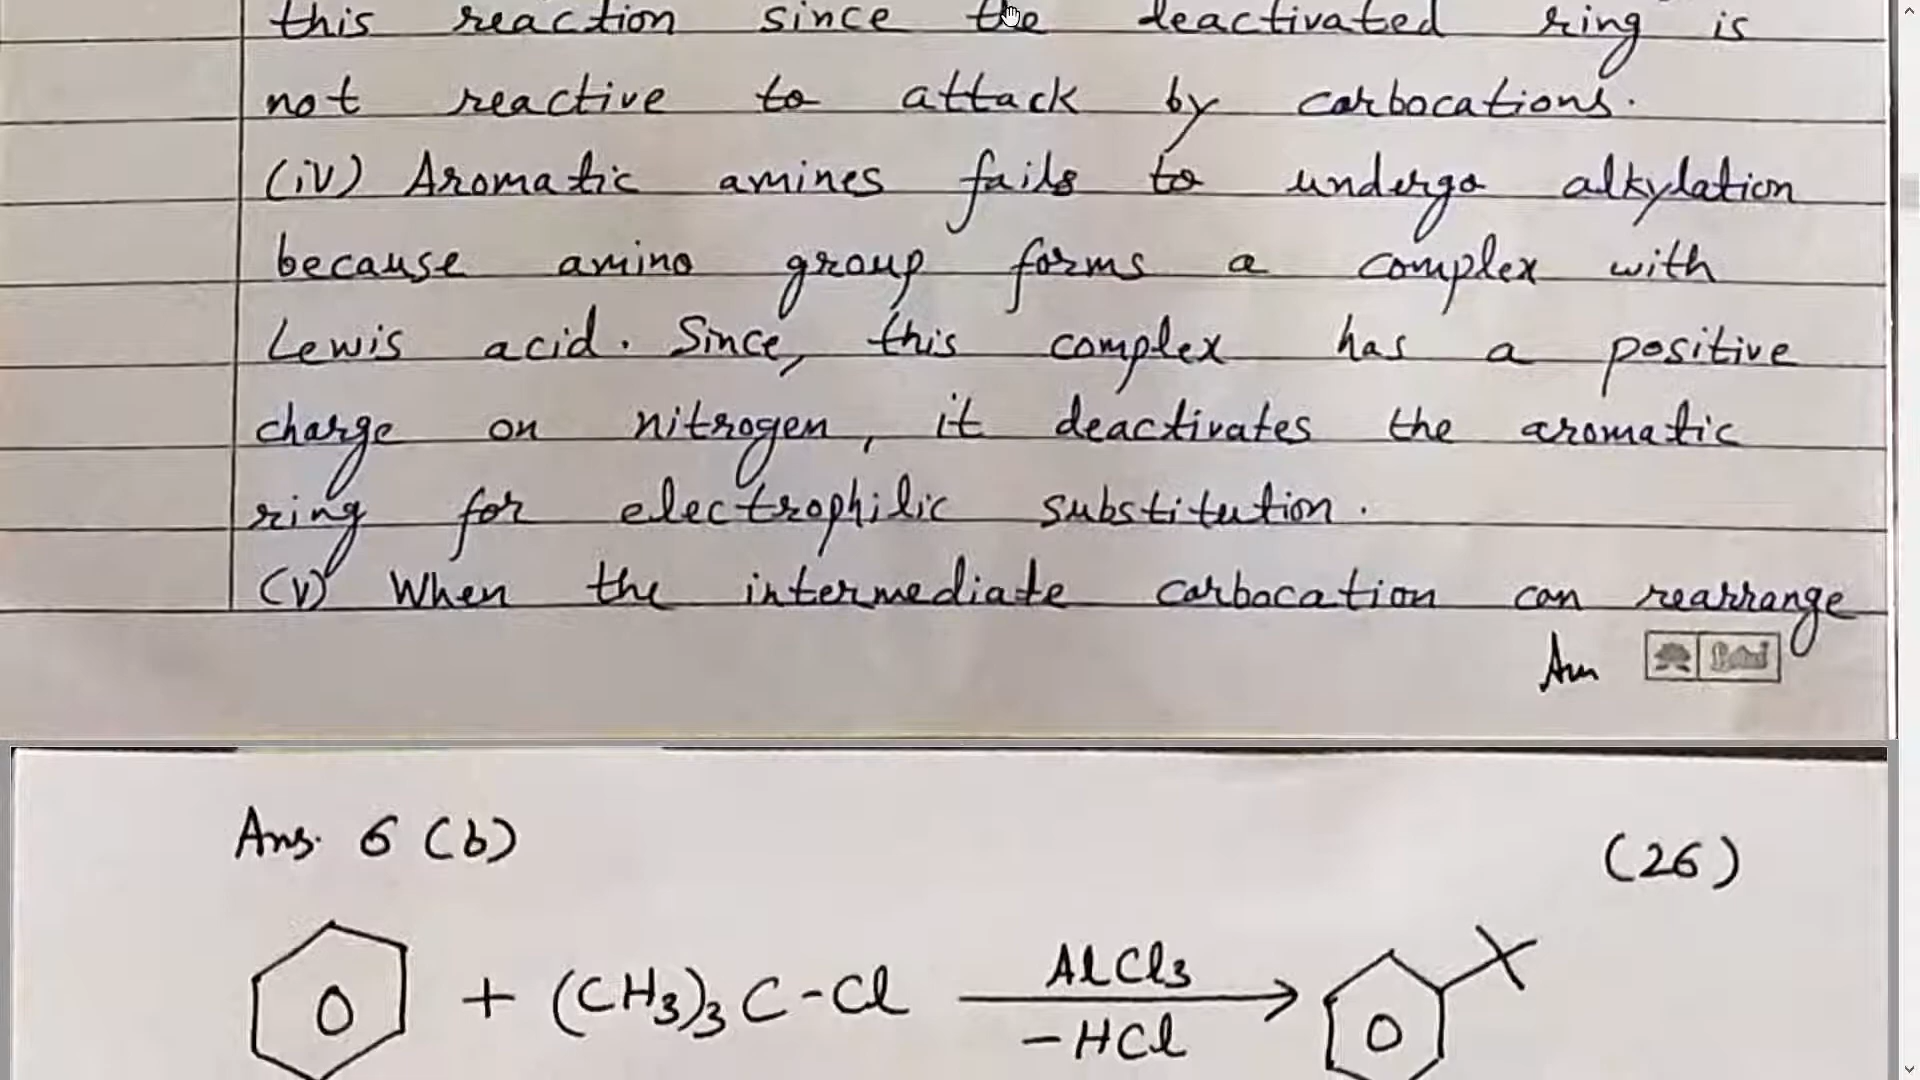 this reaction since the deactivated ring is
not reactive to attack by carbocations.
(iv) Aromatic amines fails to undergo alkylation
because amino group forms a complex with
Lewis acid. Since, this complex has a positive
charge on nitrogen, it deactivates the aromatic
ring for electrophilic substitution.
(v) When the intermediate carbocation can rearrange
Ans. 6 (b)
(26)
+ (CH3)3 C-Cl AlCl3 -HCl